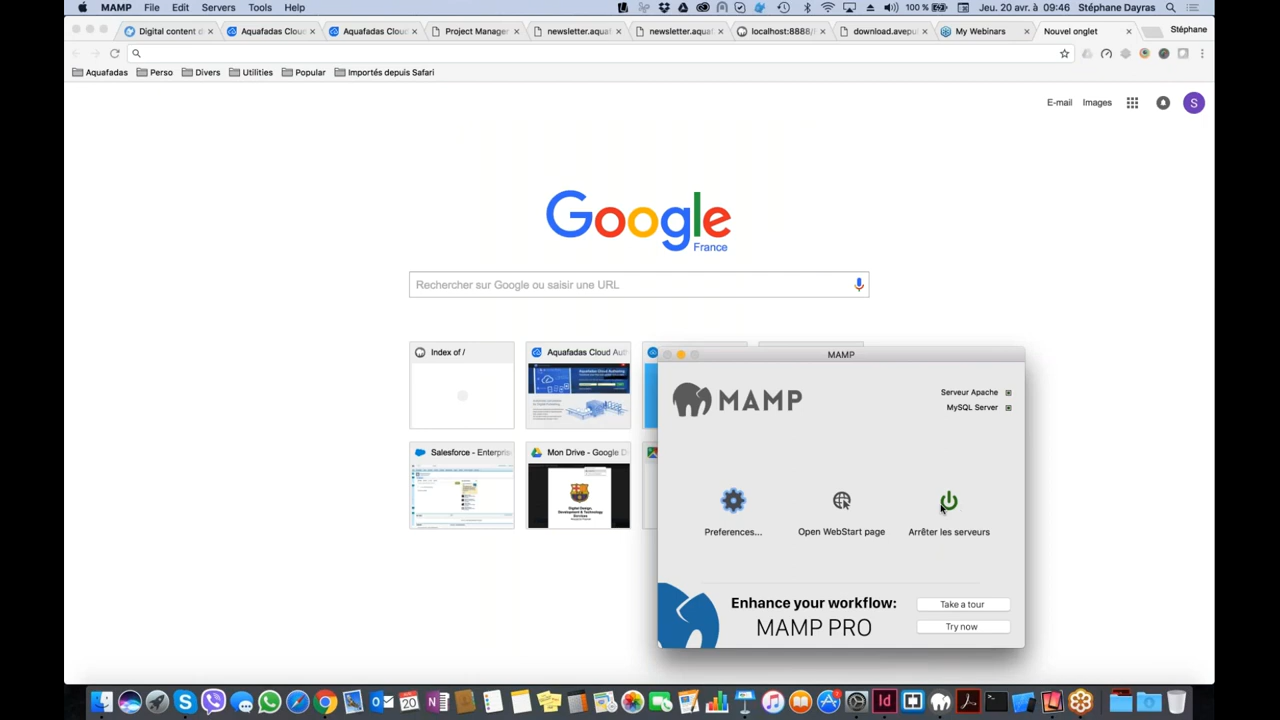 MAMP File Edit Servers Tools Help 100 % Jeu. 20 avr. à 09:46 Stéphane Dayras
Digital content d Aquafadas Cloud Aquafadas Cloud Project Manager newsletter.aquaf newsletter.aquaf localhost:8888/ download.avepu My Webinars Nouvel onglet Stéphane
Aquafadas Perso Divers Utilities Popular Importés depuis Safari
E-mail Images S
Google
France
Rechercher sur Google ou saisir une URL
Index of /
Aquafadas Cloud Aut
Salesforce - Enterpris
Mon Drive - Google D
MAMP
MAMP
Serveur Apache
MySQL Server
Preferences...
Open WebStart page
Arrêter les serveurs
Enhance your workflow:
MAMP PRO
Take a tour
Try now